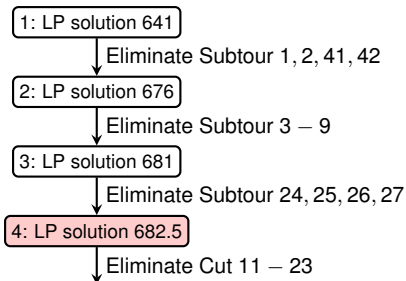 1: LP solution 641
Eliminate Subtour 1, 2, 41, 42
2: LP solution 676
Eliminate Subtour 3 − 9
3: LP solution 681
Eliminate Subtour 24, 25, 26, 27
4: LP solution 682.5
Eliminate Cut 11 − 23